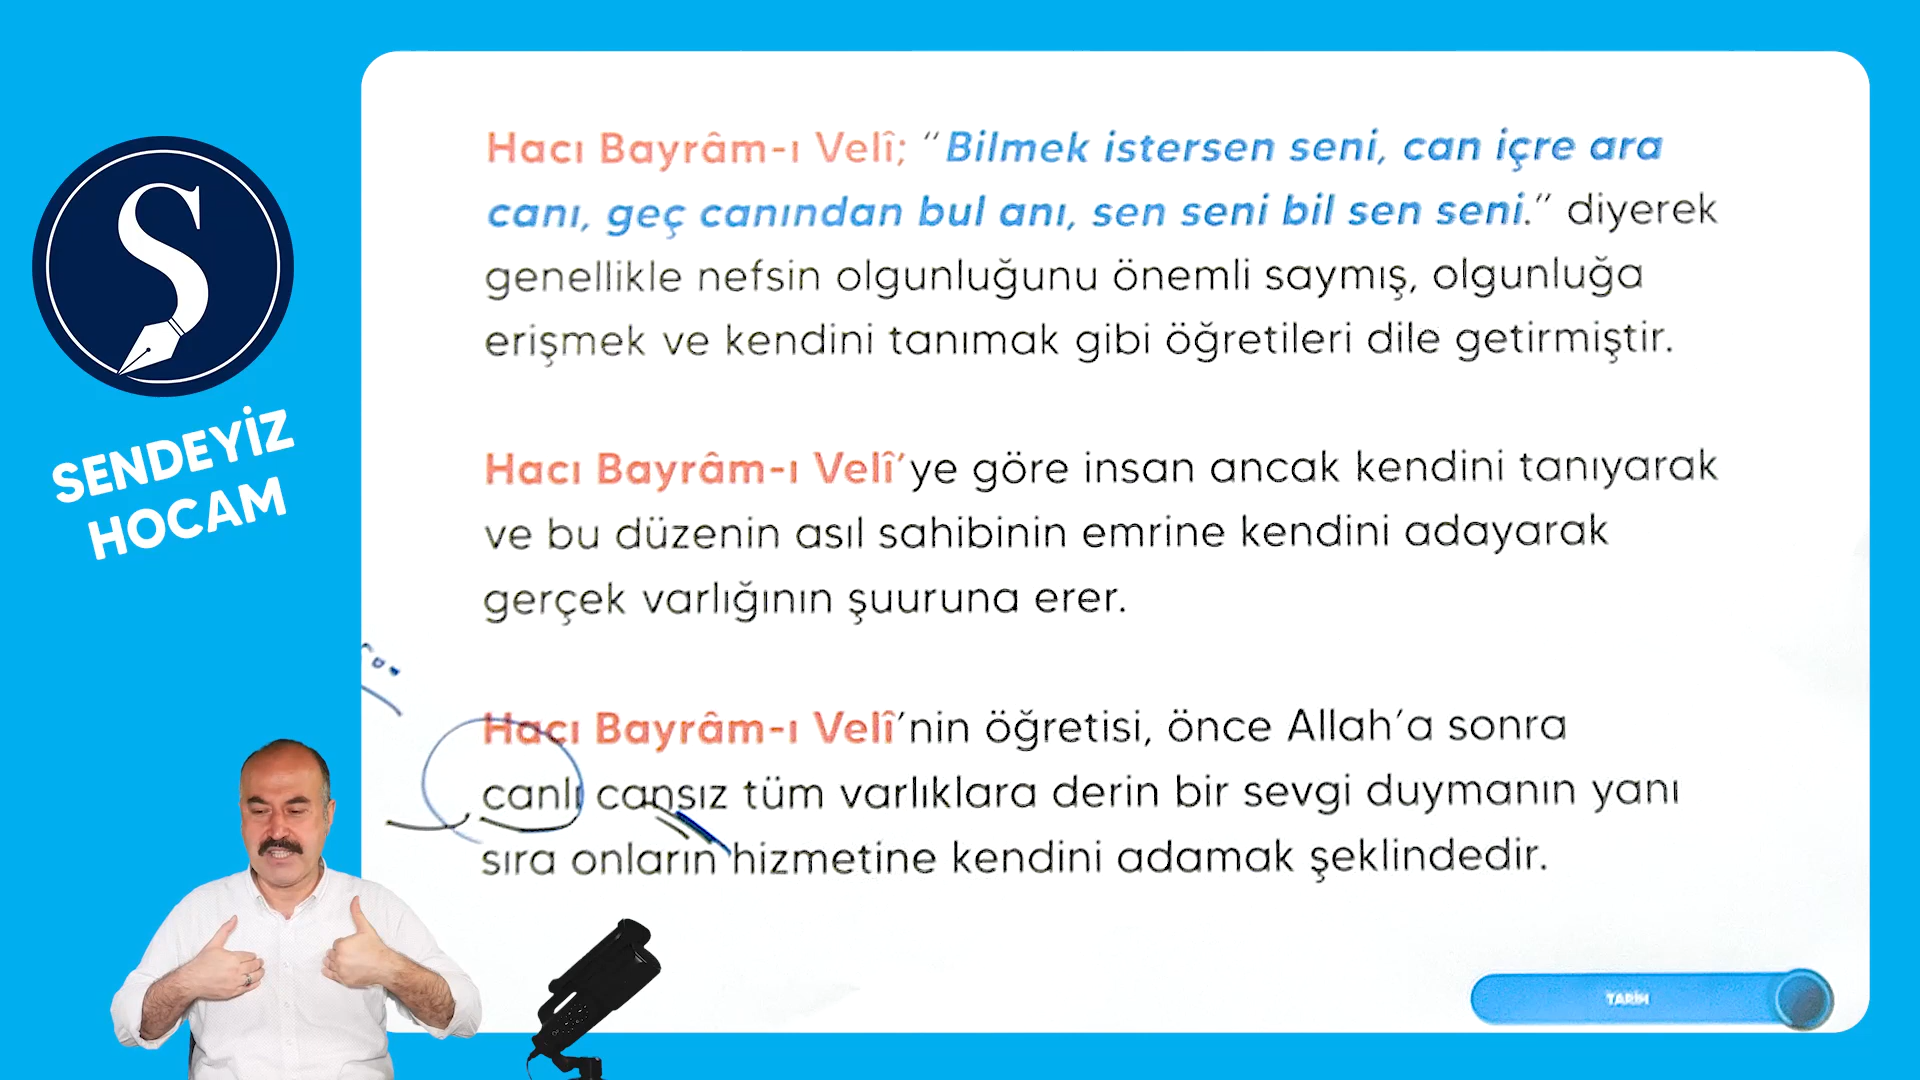 SENDEYİZ
HOCAM
Hacı Bayrâm-ı Velî; “Bilmek istersen seni, can içre ara
canı, geç canından bul anı, sen seni bil sen seni.” diyerek
genellikle nefsin olgunluğunu önemli saymış, olgunluğa
erişmek ve kendini tanımak gibi öğretileri dile getirmiştir.
Hacı Bayrâm-ı Velî’ye göre insan ancak kendini tanıyarak
ve bu düzenin asıl sahibinin emrine kendini adayarak
gerçek varlığının şuuruna erer.
Hacı Bayrâm-ı Velî’nin öğretisi, önce Allah’a sonra
canlı cansız tüm varlıklara derin bir sevgi duymanın yanı
sıra onların hizmetine kendini adamak şeklindedir.
TARİH